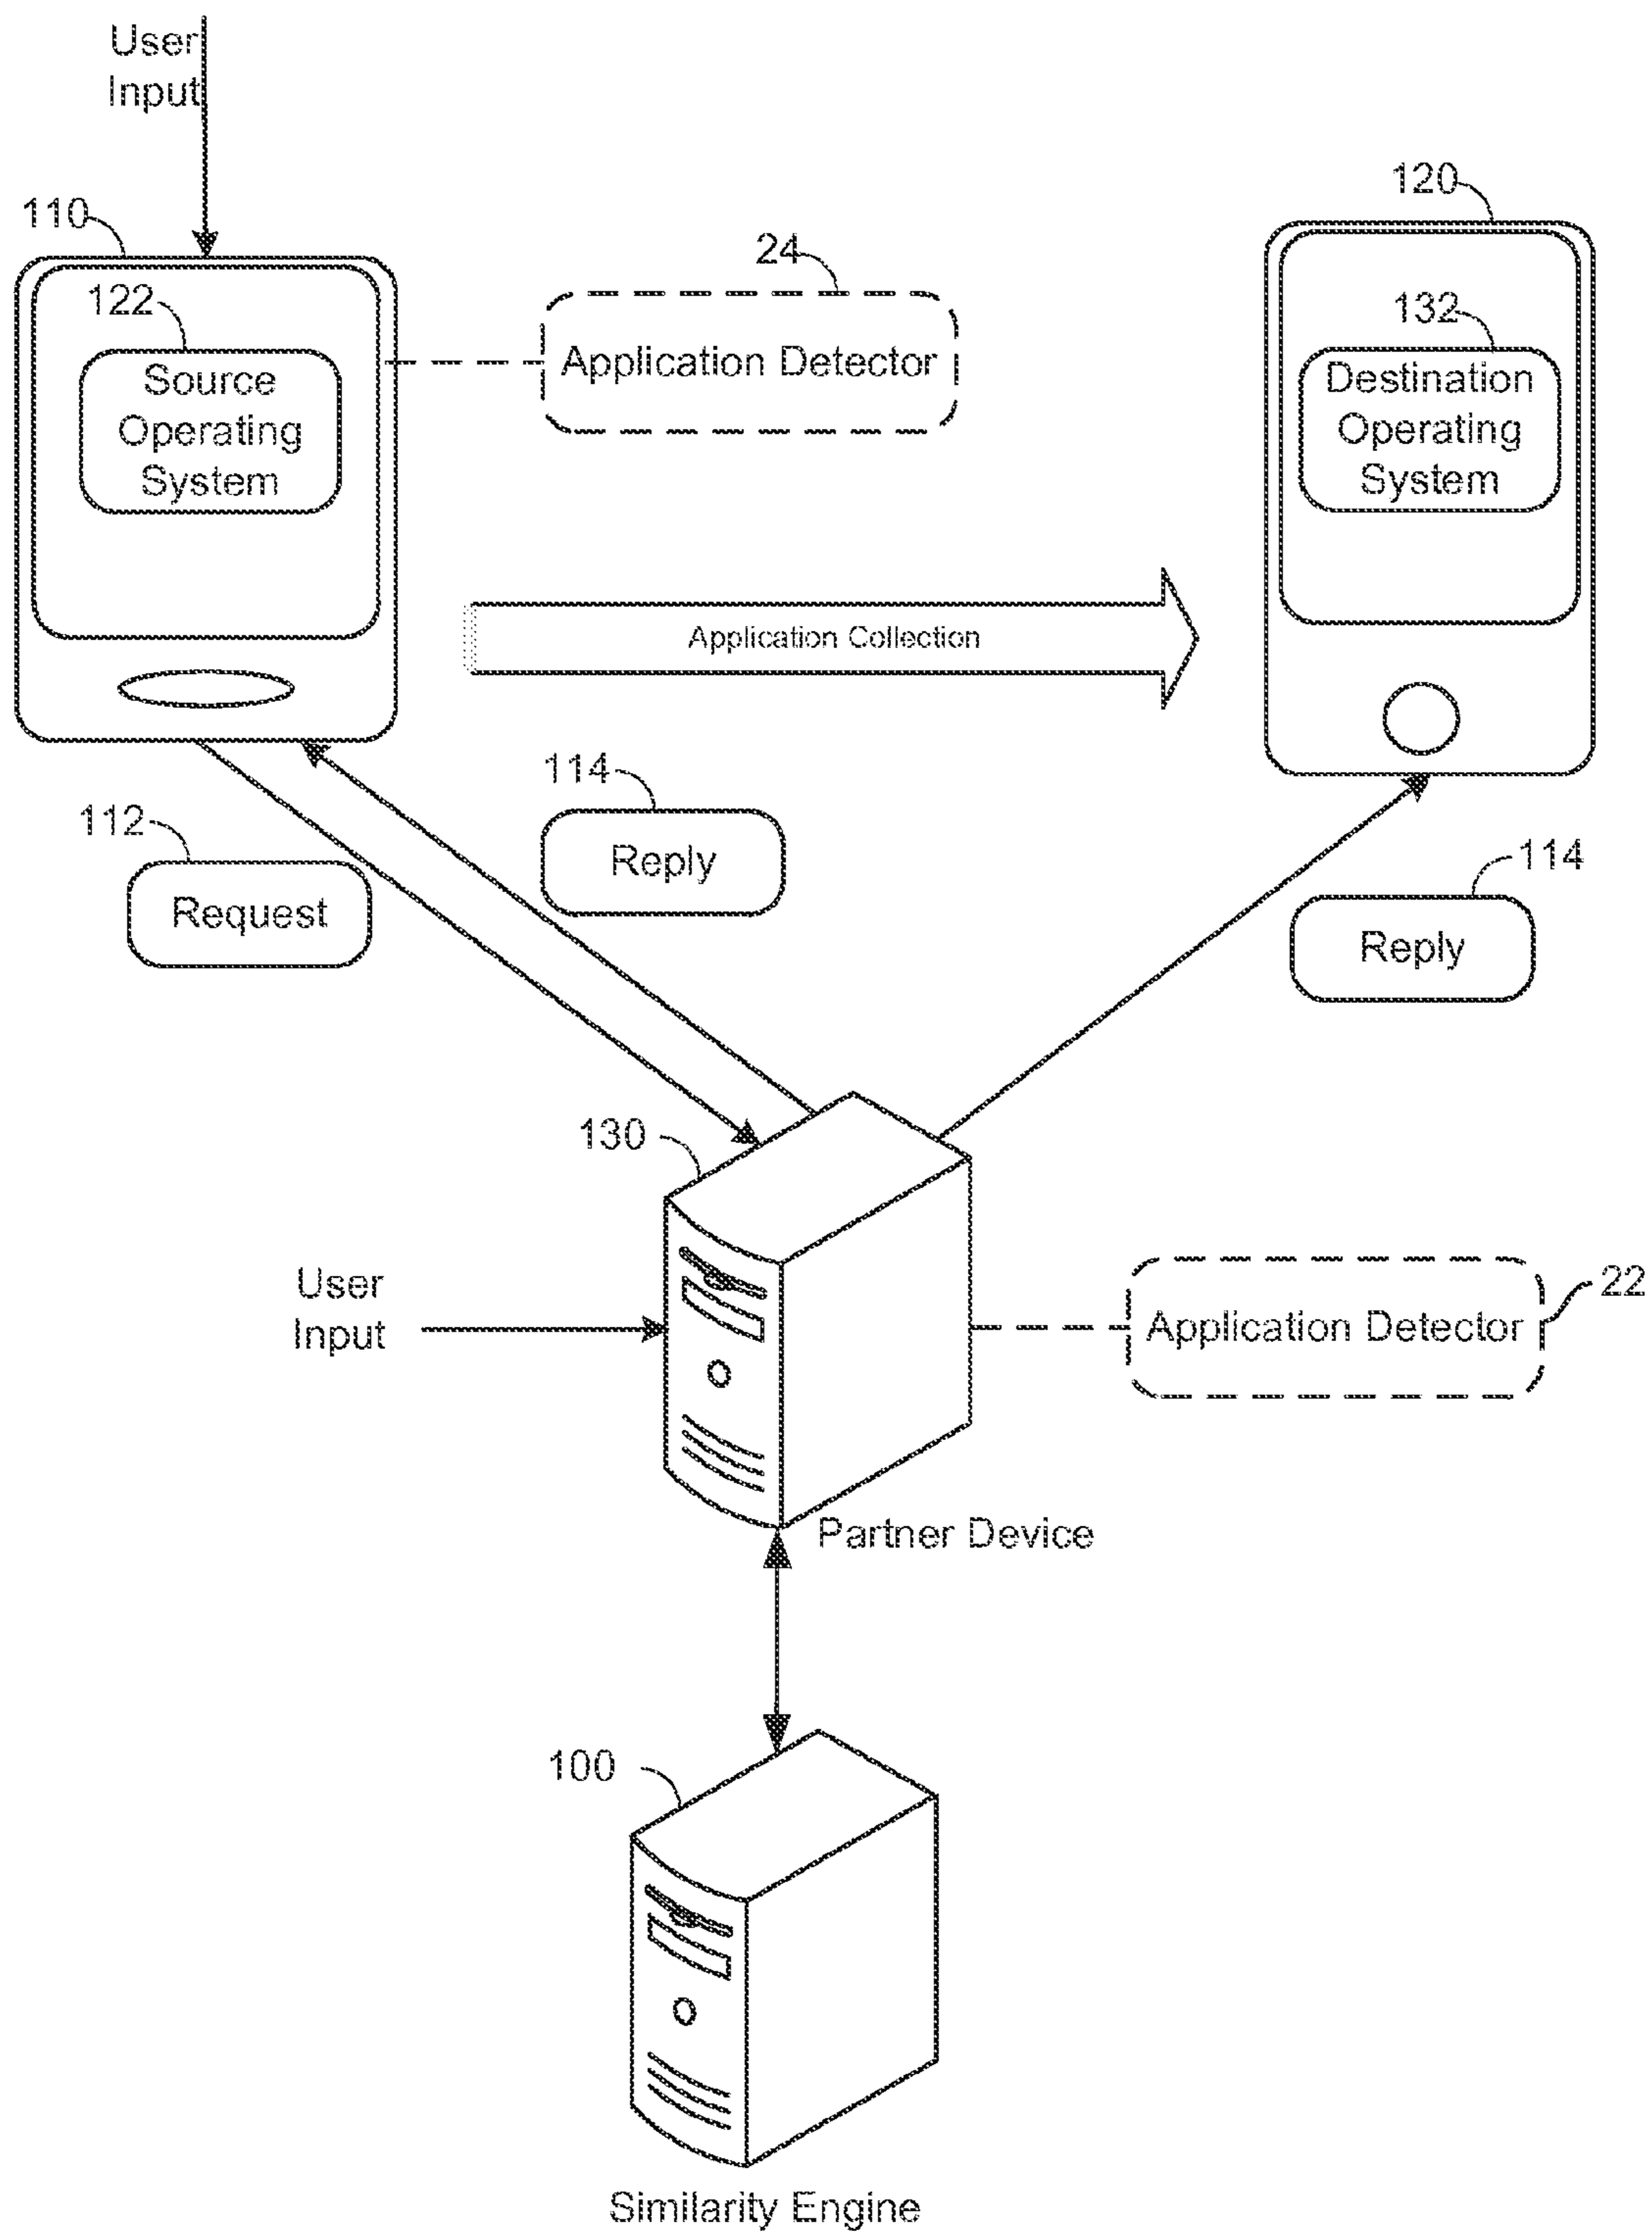 User
Input
110
120
24
122
132
Source
Operating
System
Application Detector
Destination
Operating
System
Application Collection
114
112
Reply
Request
114
Reply
130
User
Input
22
Application Detector
Partner Device
100
Similarity Engine